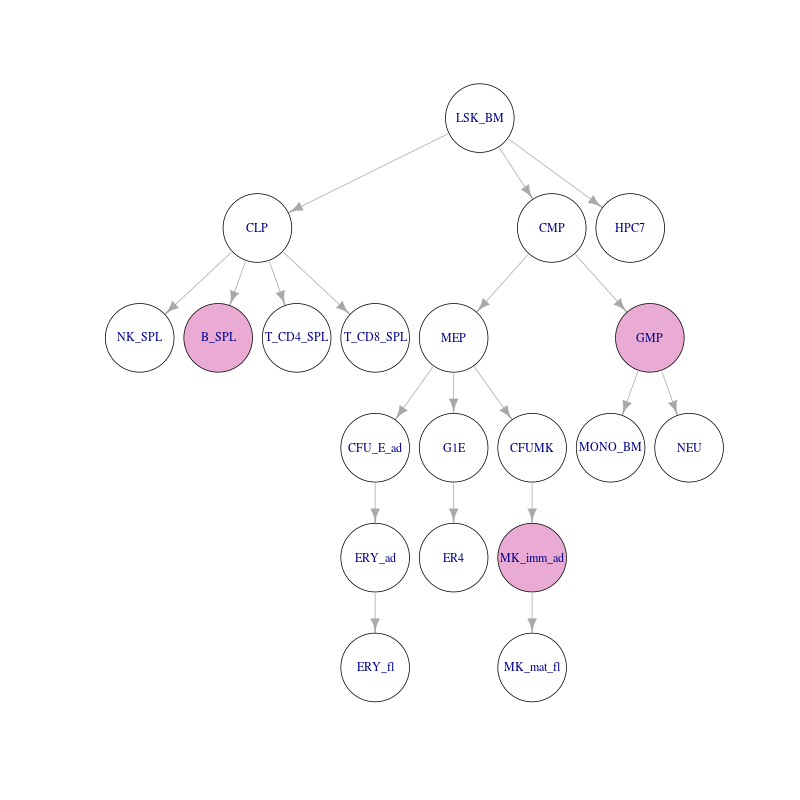 LSK_BM
CLP
CMP
HPC7
NK_SPL
B_SPL
T_CD4_SPL
T_CD8_SPL
MEP
GMP
CFU_E_ad
G1E
CFUMK
MONO_BM
NEU
ERY_ad
ER4
MK_imm_ad
ERY_fl
MK_mat_fl